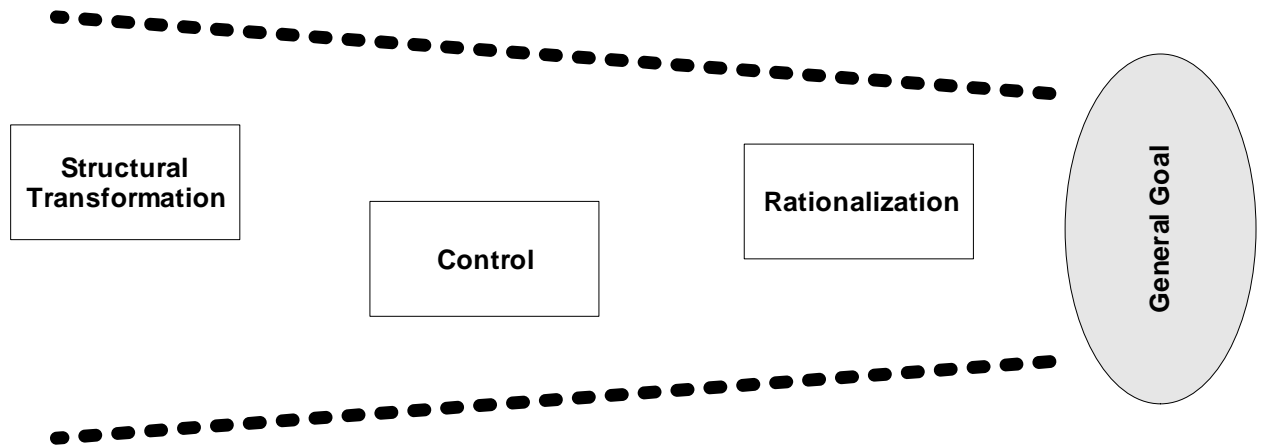 Structural
Transformation
Control
Rationalization
General Goal